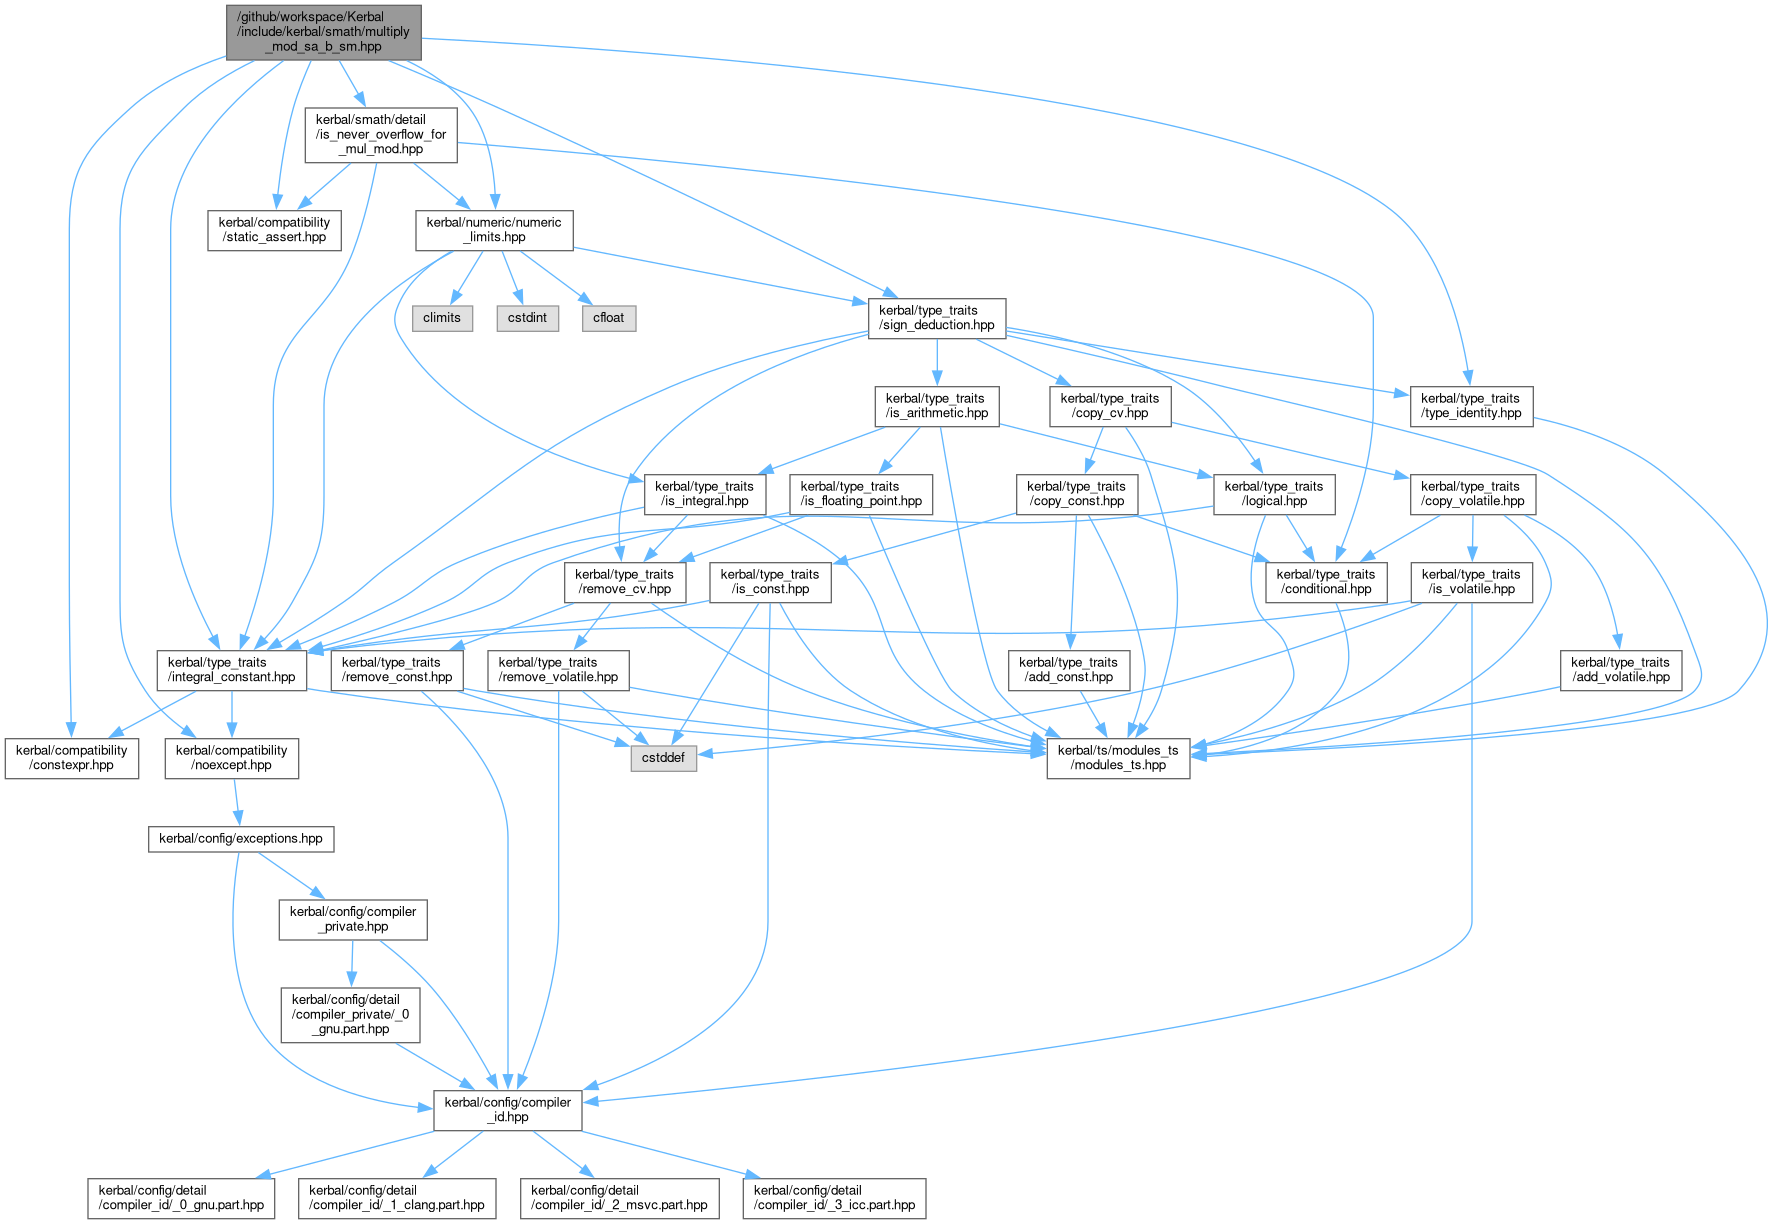 /github/workspace/Kerbal
/include/kerbal/smath/multiply
_mod_sa_b_sm.hpp
kerbal/smath/detail
/is_never_overflow_for
_mul_mod.hpp
kerbal/compatibility
/static_assert.hpp
kerbal/numeric/numeric
_limits.hpp
climits
cstdint
cfloat
kerbal/type_traits
/sign_deduction.hpp
kerbal/type_traits
/is_arithmetic.hpp
kerbal/type_traits
/copy_cv.hpp
kerbal/type_traits
/type_identity.hpp
kerbal/type_traits
/is_integral.hpp
kerbal/type_traits
/is_floating_point.hpp
kerbal/type_traits
/copy_const.hpp
kerbal/type_traits
/logical.hpp
kerbal/type_traits
/copy_volatile.hpp
kerbal/type_traits
/remove_cv.hpp
kerbal/type_traits
/is_const.hpp
kerbal/type_traits
/conditional.hpp
kerbal/type_traits
/is_volatile.hpp
kerbal/type_traits
/integral_constant.hpp
kerbal/type_traits
/remove_const.hpp
kerbal/type_traits
/remove_volatile.hpp
kerbal/type_traits
/add_const.hpp
kerbal/type_traits
/add_volatile.hpp
kerbal/compatibility
/constexpr.hpp
kerbal/compatibility
/noexcept.hpp
cstddef
kerbal/ts/modules_ts
/modules_ts.hpp
kerbal/config/exceptions.hpp
kerbal/config/compiler
_private.hpp
kerbal/config/detail
/compiler_private/_0
_gnu.part.hpp
kerbal/config/compiler
_id.hpp
kerbal/config/detail
/compiler_id/_0_gnu.part.hpp
kerbal/config/detail
/compiler_id/_1_clang.part.hpp
kerbal/config/detail
/compiler_id/_2_msvc.part.hpp
kerbal/config/detail
/compiler_id/_3_icc.part.hpp